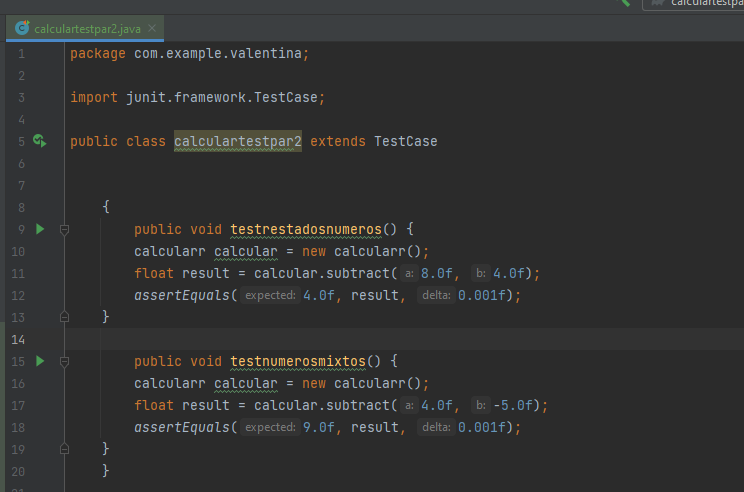 calculartestpa
calculartestpar2.java
1 package com.example.valentina;
2
3 import junit.framework.TestCase;
4
5 public class calculartestpar2 extends TestCase
6
7
8 {
9 public void testrestadosnumeros() {
10 calcularr calcular = new calcularr();
11 float result = calcular.subtract( a: 8.0f, b: 4.0f);
12 assertEquals( expected: 4.0f, result, delta: 0.001f);
13 }
14
15 public void testnumerosmixtos() {
16 calcularr calcular = new calcularr();
17 float result = calcular.subtract( a: 4.0f, b: -5.0f);
18 assertEquals( expected: 9.0f, result, delta: 0.001f);
19 }
20 }